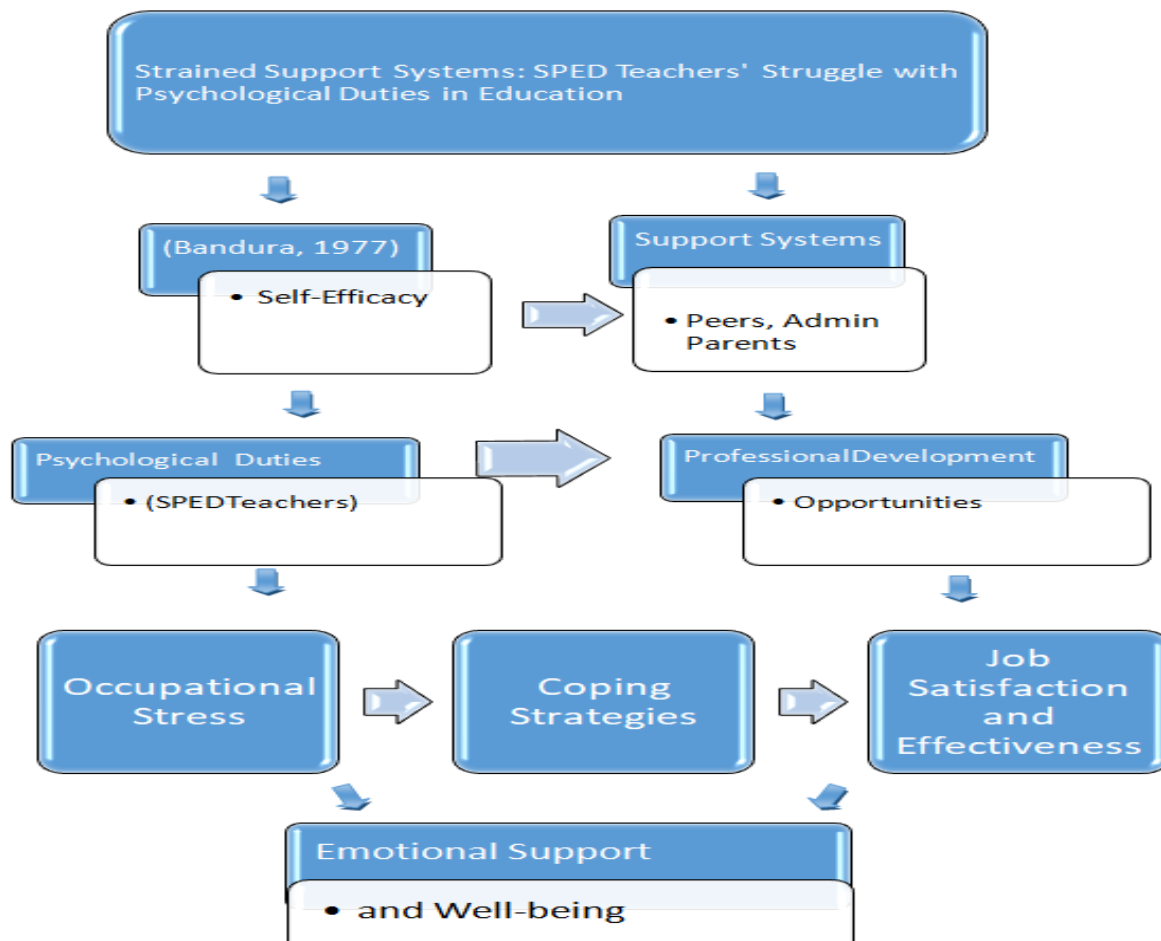 Strained Support Systems: SPED Teachers' Struggle with
Psychological Duties in Education
(Bandura, 1977)
• Self-Efficacy
Support Systems
• Peers, Admin
Parents
Psychological Duties
• (SPEDTeachers)
ProfessionalDevelopment
• Opportunities
Occupational
Stress
Coping
Strategies
Job
Satisfaction
and
Effectiveness
Emotional Support
• and Well-being